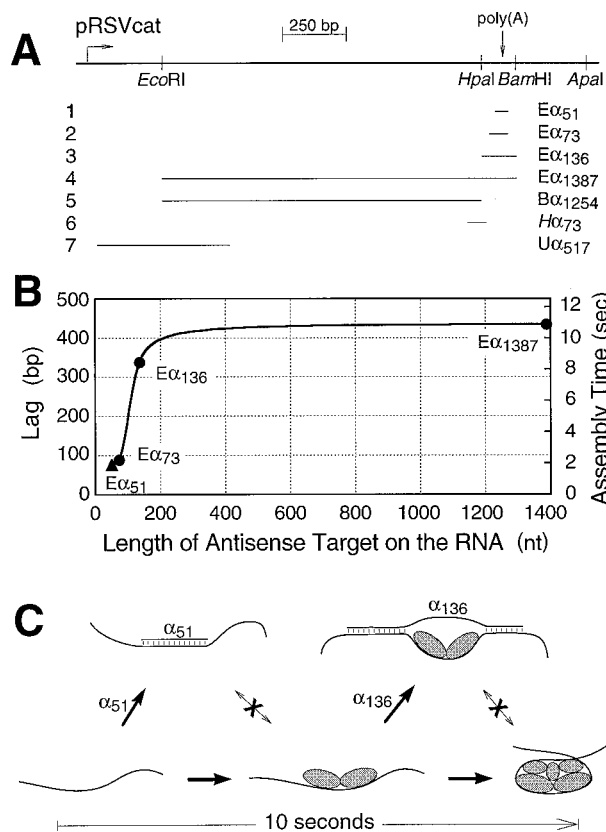 poly(A)
pRSVcat
250 bp
A
EcoRI HpaI BamHI ApaI
1 Eα51
2 Eα73
3 Eα136
4 Eα1387
5 Bα1254
6 Hα73
7 Uα517
B
500 12
400 10
300 8
200 6
100 4
0 2
0
Lag (bp)
Assembly Time (sec)
Eα1387
Eα136
Eα73
Eα51
0 200 400 600 800 1000 1200 1400
Length of Antisense Target on the RNA (nt)
C
α51 α136
α51 α136
10 seconds